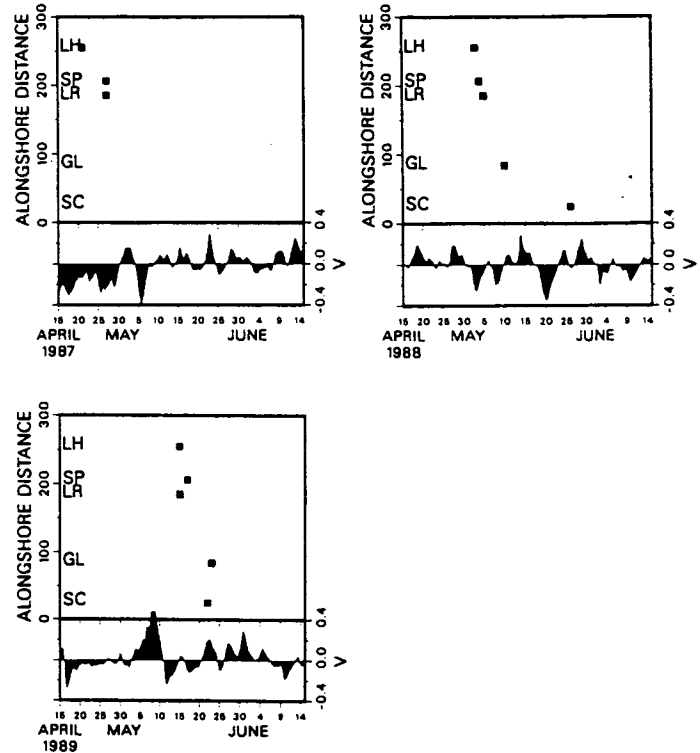 ALONGSHORE DISTANCE
300
200
100
0
LH
SP
LR
GL
SC
0.4
0.0
-0.4
V
15 20 25 30 5 10 15 20 25 30 4 9 14
APRIL MAY JUNE
1987
ALONGSHORE DISTANCE
300
200
100
0
LH
SP
LR
GL
SC
0.4
0.0
-0.4
V
15 20 25 30 5 10 15 20 25 30 4 9 14
APRIL MAY JUNE
1988
ALONGSHORE DISTANCE
300
200
100
0
LH
SP
LR
GL
SC
0.4
0.0
-0.4
V
15 20 25 30 5 10 15 20 25 30 4 9 14
APRIL MAY JUNE
1989